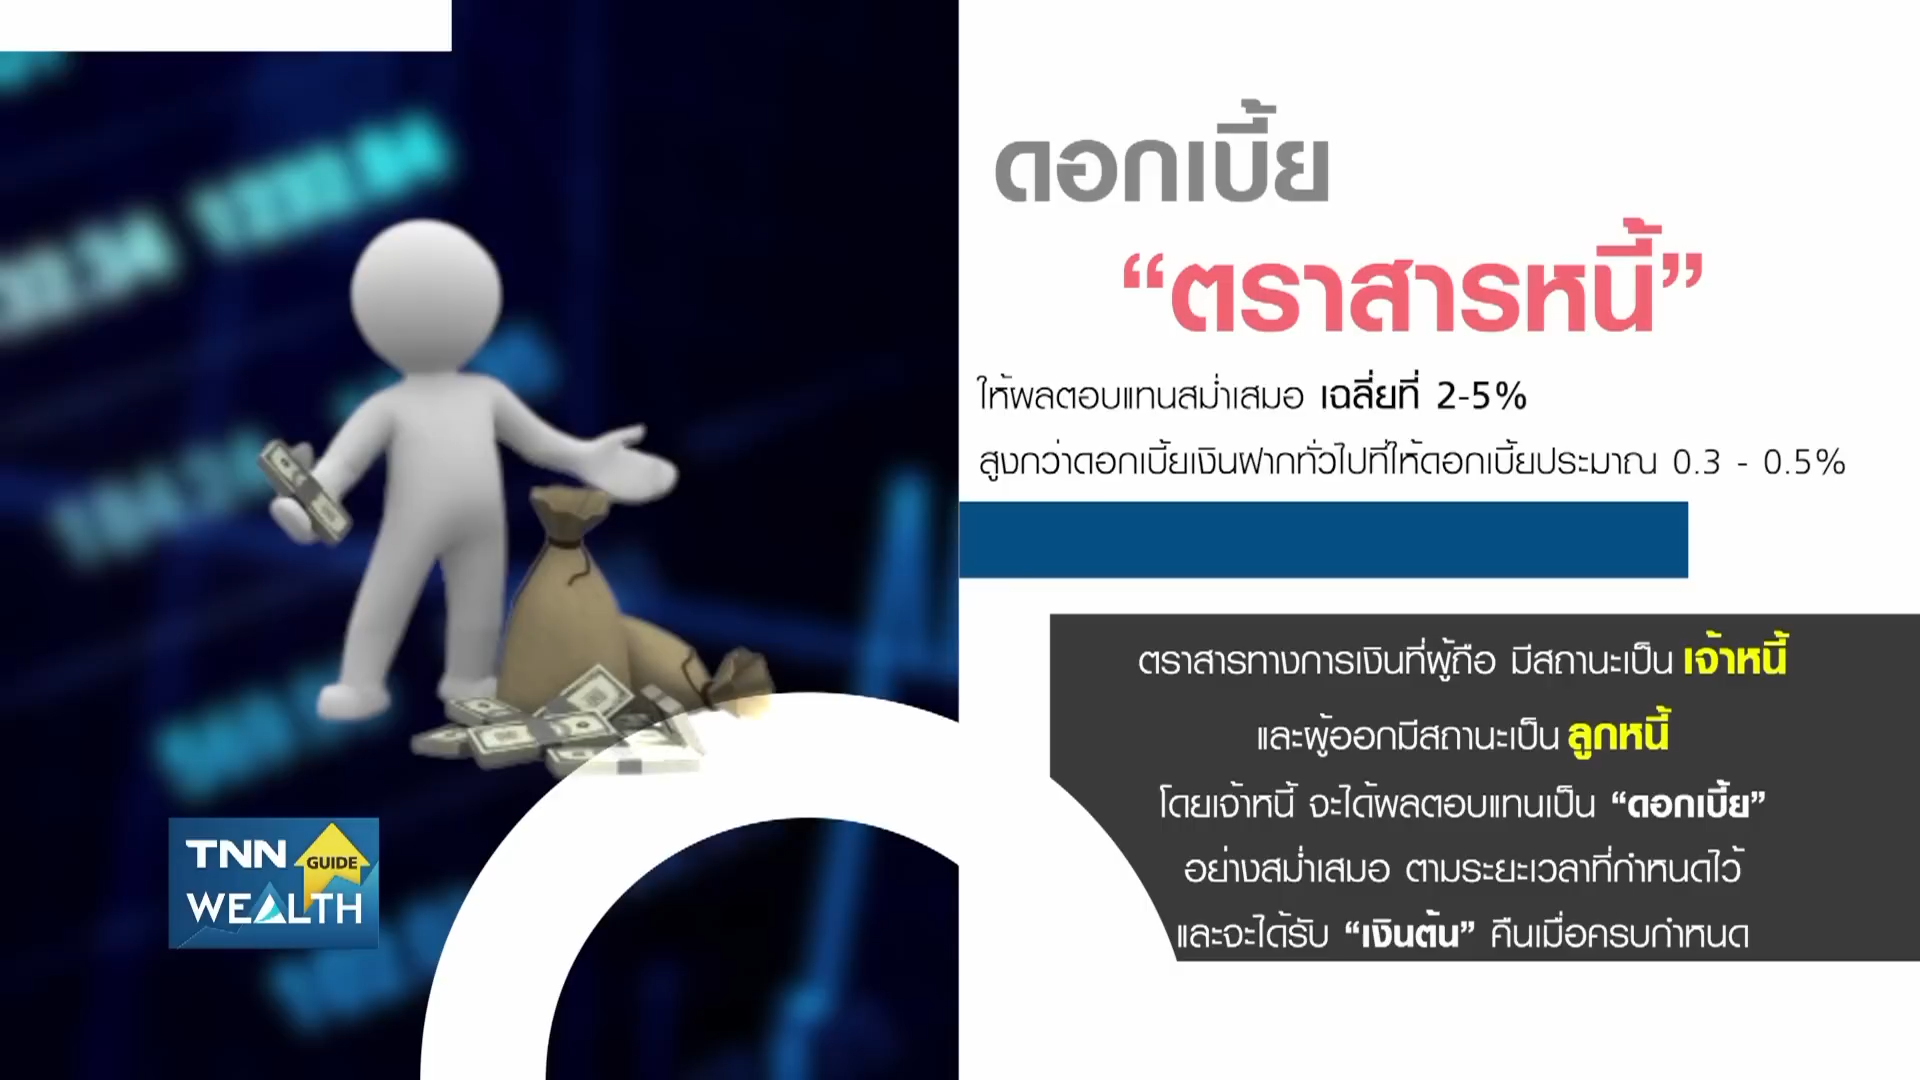 ดอกเบี้ย
“ตราสารหนี้”
ให้ผลตอบแทนสม่ำเสมอ เฉลี่ยที่ 2-5%
สูงกว่าดอกเบี้ยเงินฝากทั่วไปที่ให้ดอกเบี้ยประมาณ 0.3 - 0.5%
ตราสารทางการเงินที่ผู้ถือ มีสถานะเป็น เจ้าหนี้
และผู้ออกมีสถานะเป็น ลูกหนี้
โดยเจ้าหนี้ จะได้ผลตอบแทนเป็น “ดอกเบี้ย”
อย่างสม่ำเสมอ ตามระยะเวลาที่กำหนดไว้
และจะได้รับ “เงินต้น” คืนเมื่อครบกำหนด
TNN GUIDE
WEALTH